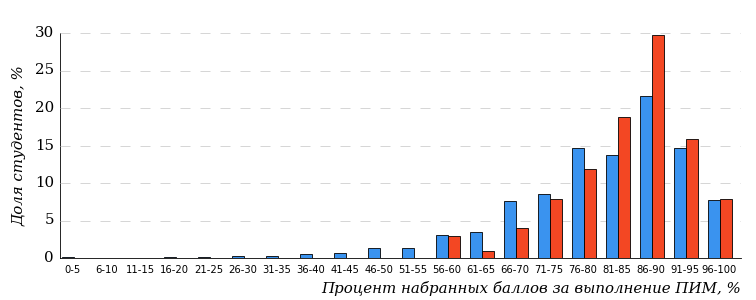 30
25
20
15
10
5
0
Доля студентов, %
0-5 6-10 11-15 16-20 21-25 26-30 31-35 36-40 41-45 46-50 51-55 56-60 61-65 66-70 71-75 76-80 81-85 86-90 91-95 96-100
Процент набранных баллов за выполнение ПИМ, %